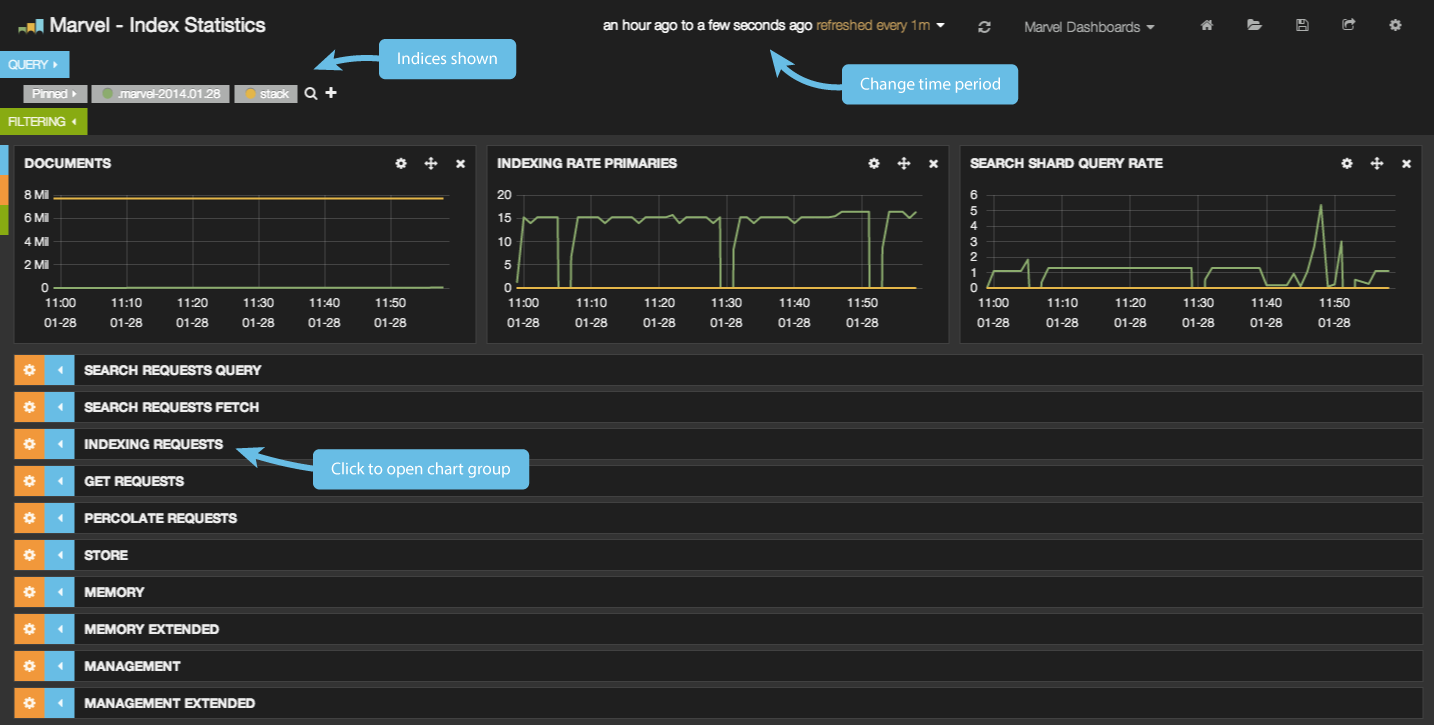 Marvel - Index Statistics
an hour ago to a few seconds ago refreshed every 1m
Marvel Dashboards
QUERY
Indices shown
Change time period
Pinned
.marvel-2014.01.28
stack
FILTERING
DOCUMENTS
8 Mil
6 Mil
4 Mil
2 Mil
0
11:00 11:10 11:20 11:30 11:40 11:50
01-28 01-28 01-28 01-28 01-28 01-28
INDEXING RATE PRIMARIES
20
15
10
5
0
11:00 11:10 11:20 11:30 11:40 11:50
01-28 01-28 01-28 01-28 01-28 01-28
SEARCH SHARD QUERY RATE
6
5
4
3
2
1
0
11:00 11:10 11:20 11:30 11:40 11:50
01-28 01-28 01-28 01-28 01-28 01-28
SEARCH REQUESTS QUERY
SEARCH REQUESTS FETCH
INDEXING REQUESTS
Click to open chart group
GET REQUESTS
PERCOLATE REQUESTS
STORE
MEMORY
MEMORY EXTENDED
MANAGEMENT
MANAGEMENT EXTENDED